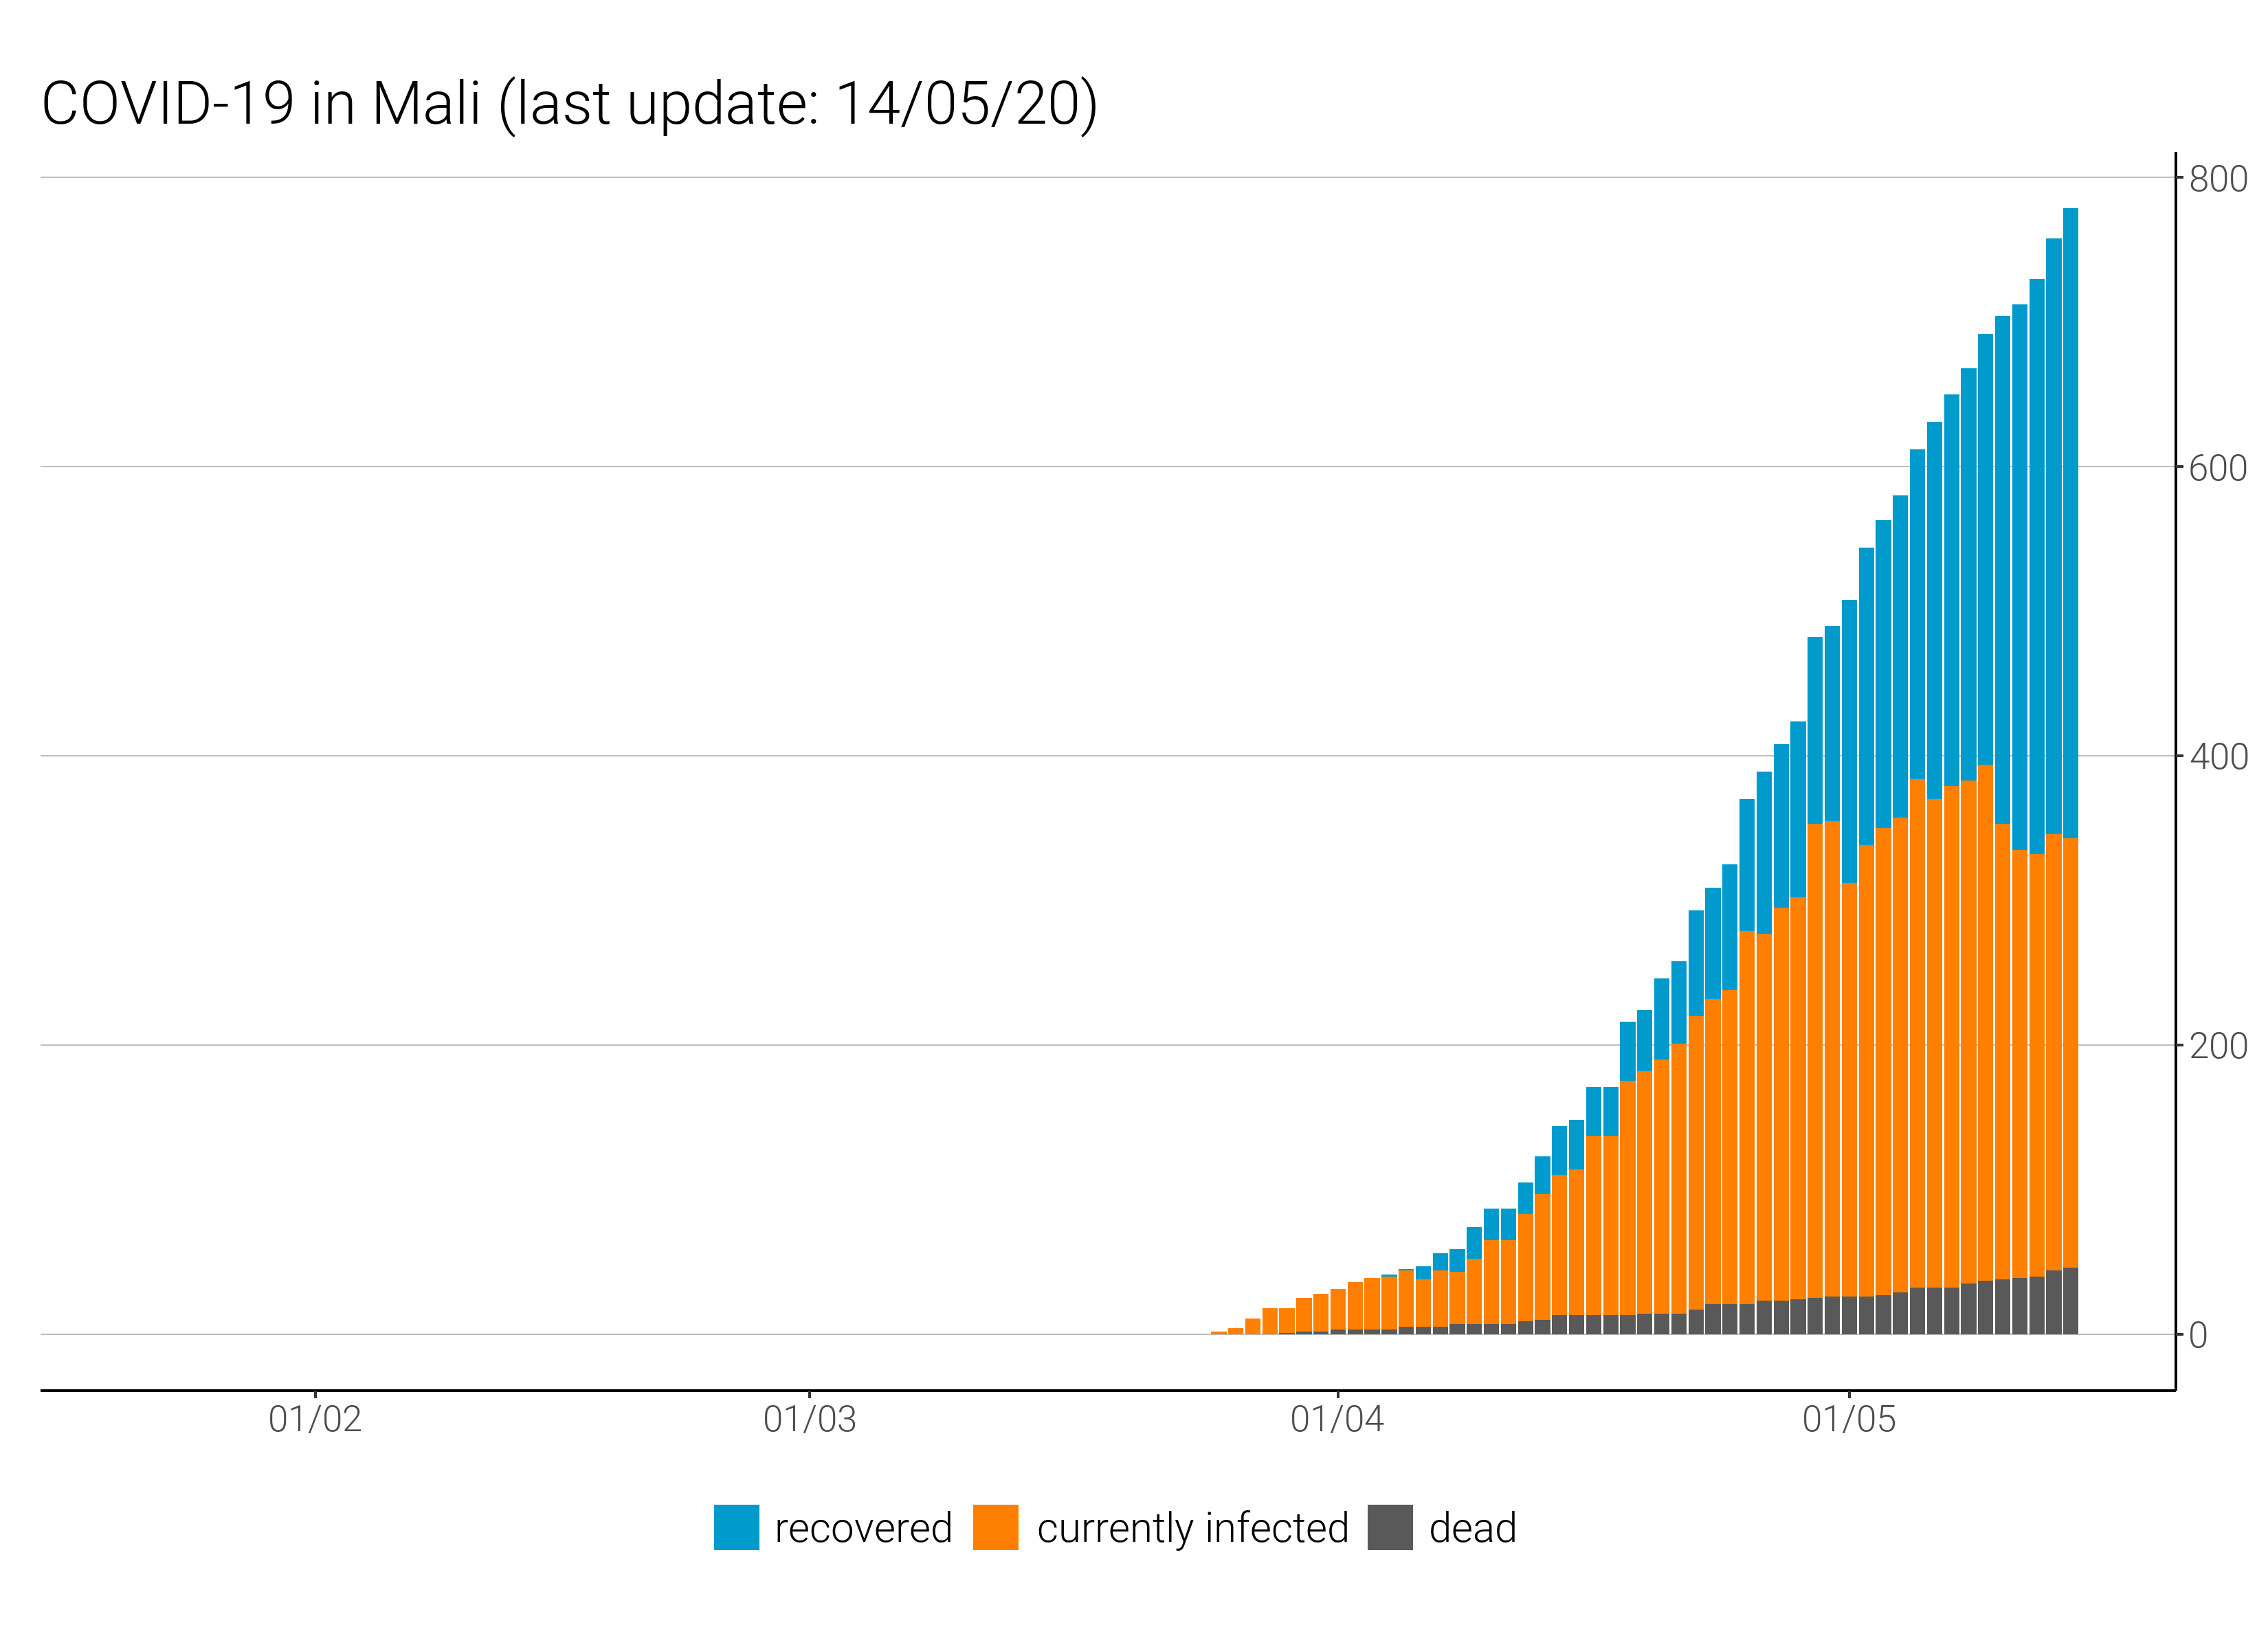 COVID-19 in Mali (last update: 14/05/20)
800
600
400
200
0
01/02 01/03 01/04 01/05
recovered currently infected dead